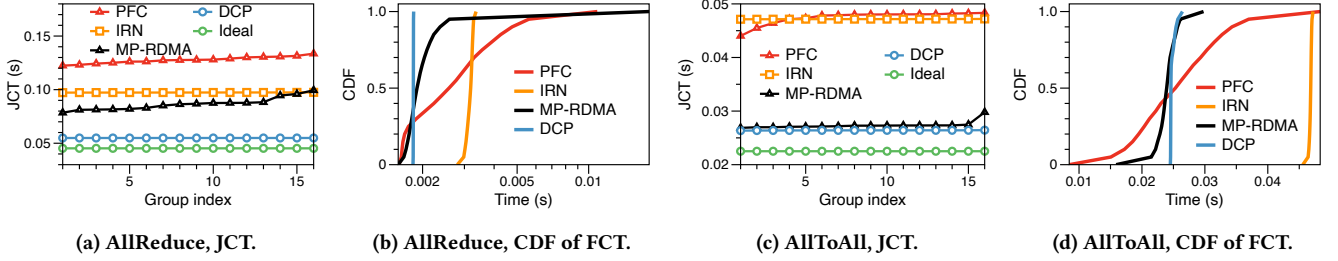 JCT (s)
0.15
0.10
0.05
PFC
IRN
MP-RDMA
DCP
Ideal
5
10
15
Group index
(a) AllReduce, JCT.
CDF
1.0
0.5
0
PFC
IRN
MP-RDMA
DCP
0.002
0.005
0.01
Time (s)
(b) AllReduce, CDF of FCT.
JCT (s)
0.05
0.04
0.03
0.02
PFC
IRN
MP-RDMA
DCP
Ideal
5
10
15
Group index
(c) AllToAll, JCT.
CDF
1.0
0.5
0
PFC
IRN
MP-RDMA
DCP
0.01
0.02
0.03
0.04
Time (s)
(d) AllToAll, CDF of FCT.